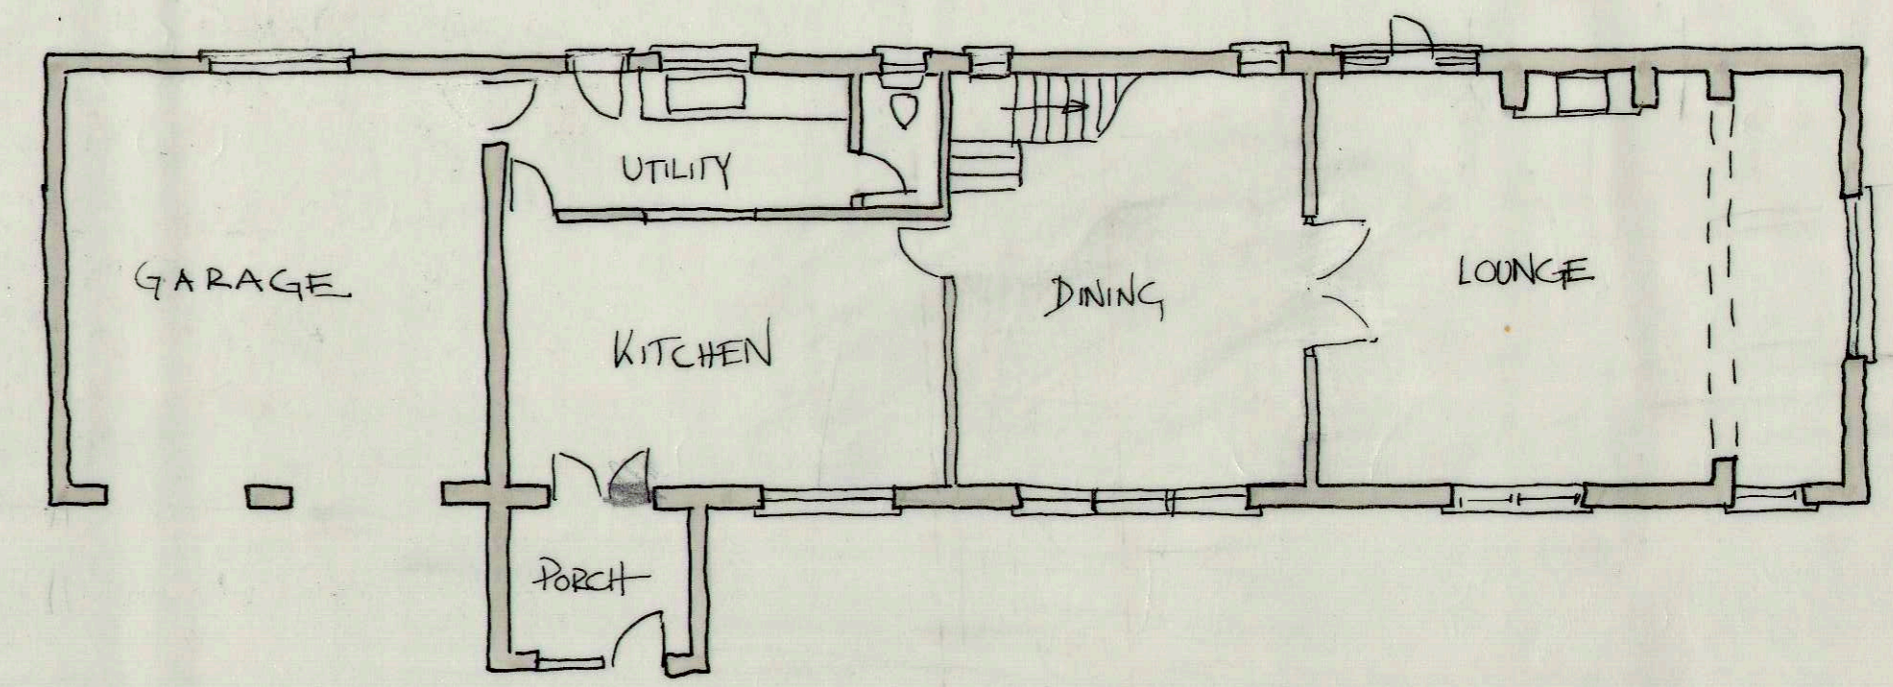 UTILITY
GARAGE
KITCHEN
DINING
LOUNGE
PORCH